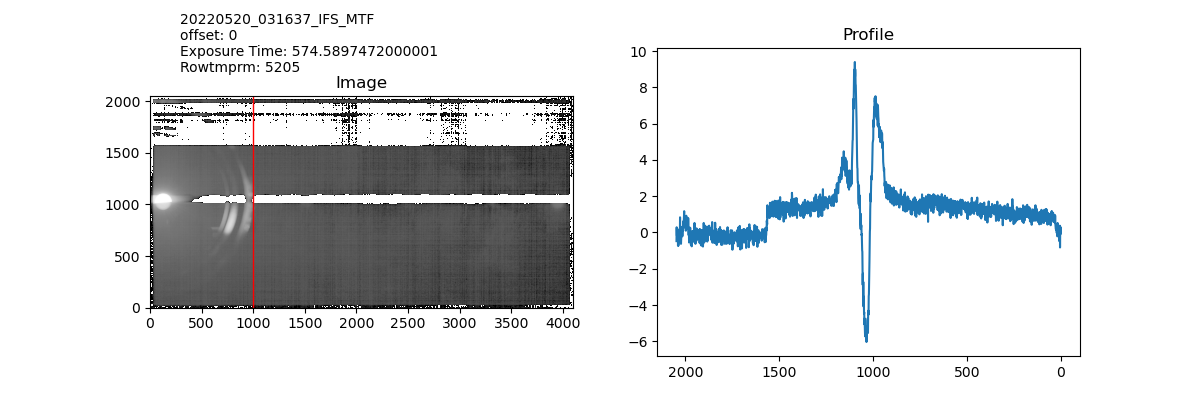 20220520_031637_IFS_MTF
offset: 0
Exposure Time: 574.5897472000001
Rowtmprm: 5205
Image
2000
1500
1000
500
0
0 500 1000 1500 2000 2500 3000 3500 4000
Profile
10
8
6
4
2
0
−2
−4
−6
2000 1500 1000 500 0